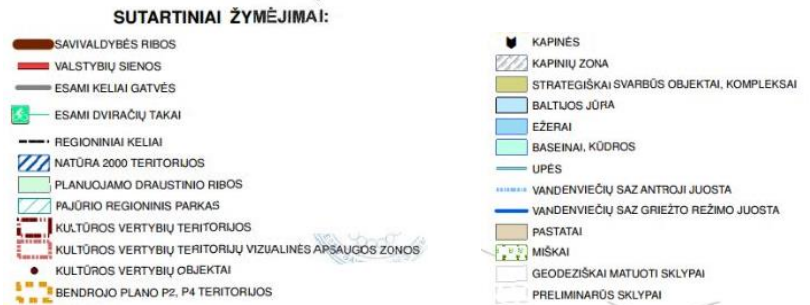 SUTARTINIAI ŽYMĖJIMAI:
SAVIVALDYBĖS RIBOS
VALSTYBIŲ SIENOS
ESAMI KELIAI GATVĖS
ESAMI DVIRAČIŲ TAKAI
REGIONINIAI KELIAI
NATŪRA 2000 TERITORIJOS
PLANUOJAMO DRAUSTINIO RIBOS
PAJŪRIO REGIONINIS PARKAS
KULTŪROS VERTYBIŲ TERITORIJOS
KULTŪROS VERTYBIŲ TERITORIJŲ VIZUALINĖS APSAUGOS ZONOS
KULTŪROS VERTYBIŲ OBJEKTAI
BENDROJO PLANO P2, P4 TERITORIJOS
KAPINĖS
KAPINIŲ ZONA
STRATEGIŠKAI SVARBŪS OBJEKTAI, KOMPLEKSAI
BALTIJOS JŪRA
EŽERAI
BASEINAI, KŪDROS
UPĖS
VANDENVIEČIŲ SAZ ANTROJI JUOSTA
VANDENVIEČIŲ SAZ GRIEŽTO REŽIMO JUOSTA
PASTATAI
MIŠKAI
GEODEZIŠKAI MATUOTI SKLYPAI
PRELIMINARŪS SKLYPAI